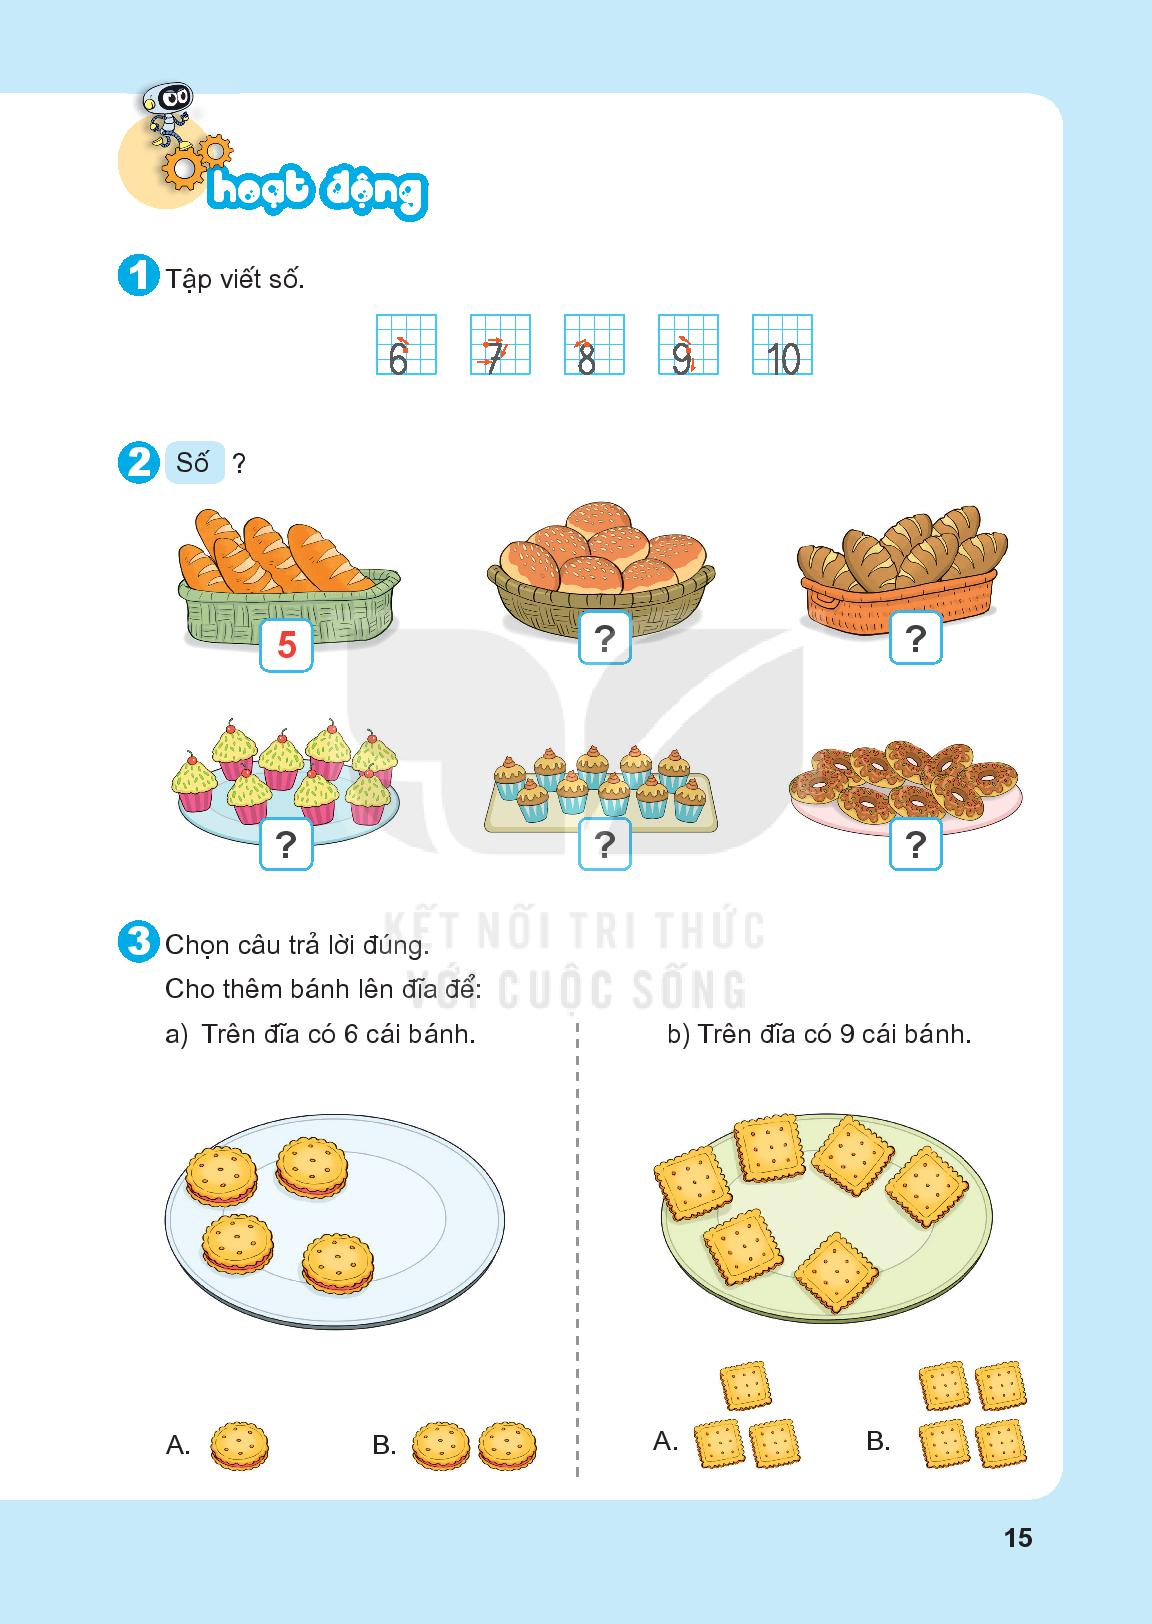 hoạt động
1 Tập viết số.
6 7 8 9 10
2 Số ?
5 ? ?
? ? ?
3 Chọn câu trả lời đúng.
KẾT NỐI TRI THỨC
Cho thêm bánh lên đĩa để:
VỚI CUỘC SỐNG
a) Trên đĩa có 6 cái bánh.
b) Trên đĩa có 9 cái bánh.
A. B.
A. B.
15